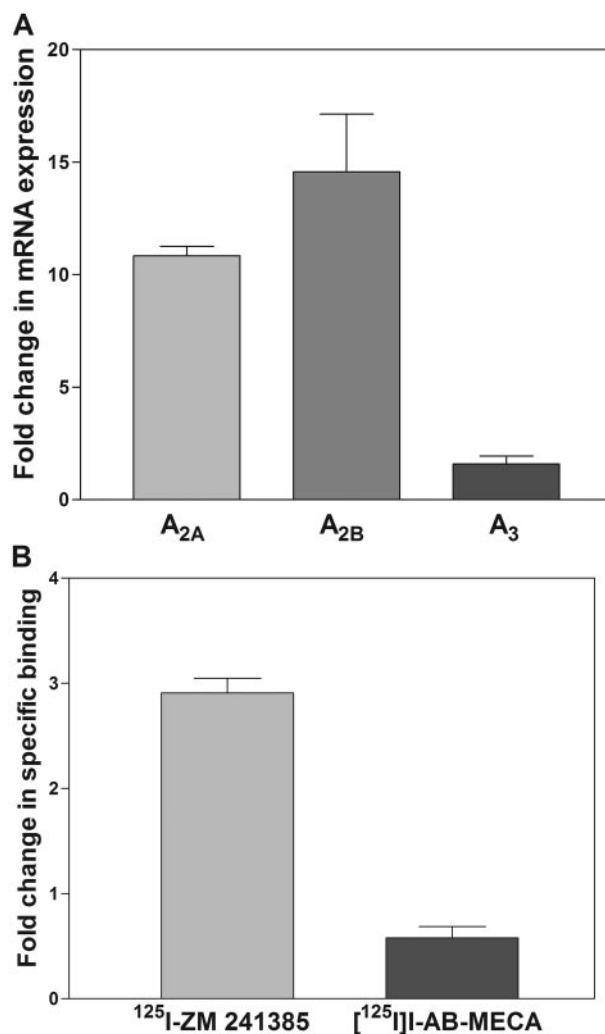 A
Fold change in mRNA expression
20
15
10
5
0
A2A A2B A3
B
Fold change in specific binding
4
3
2
1
0
125I-ZM 241385 [125I]I-AB-MECA